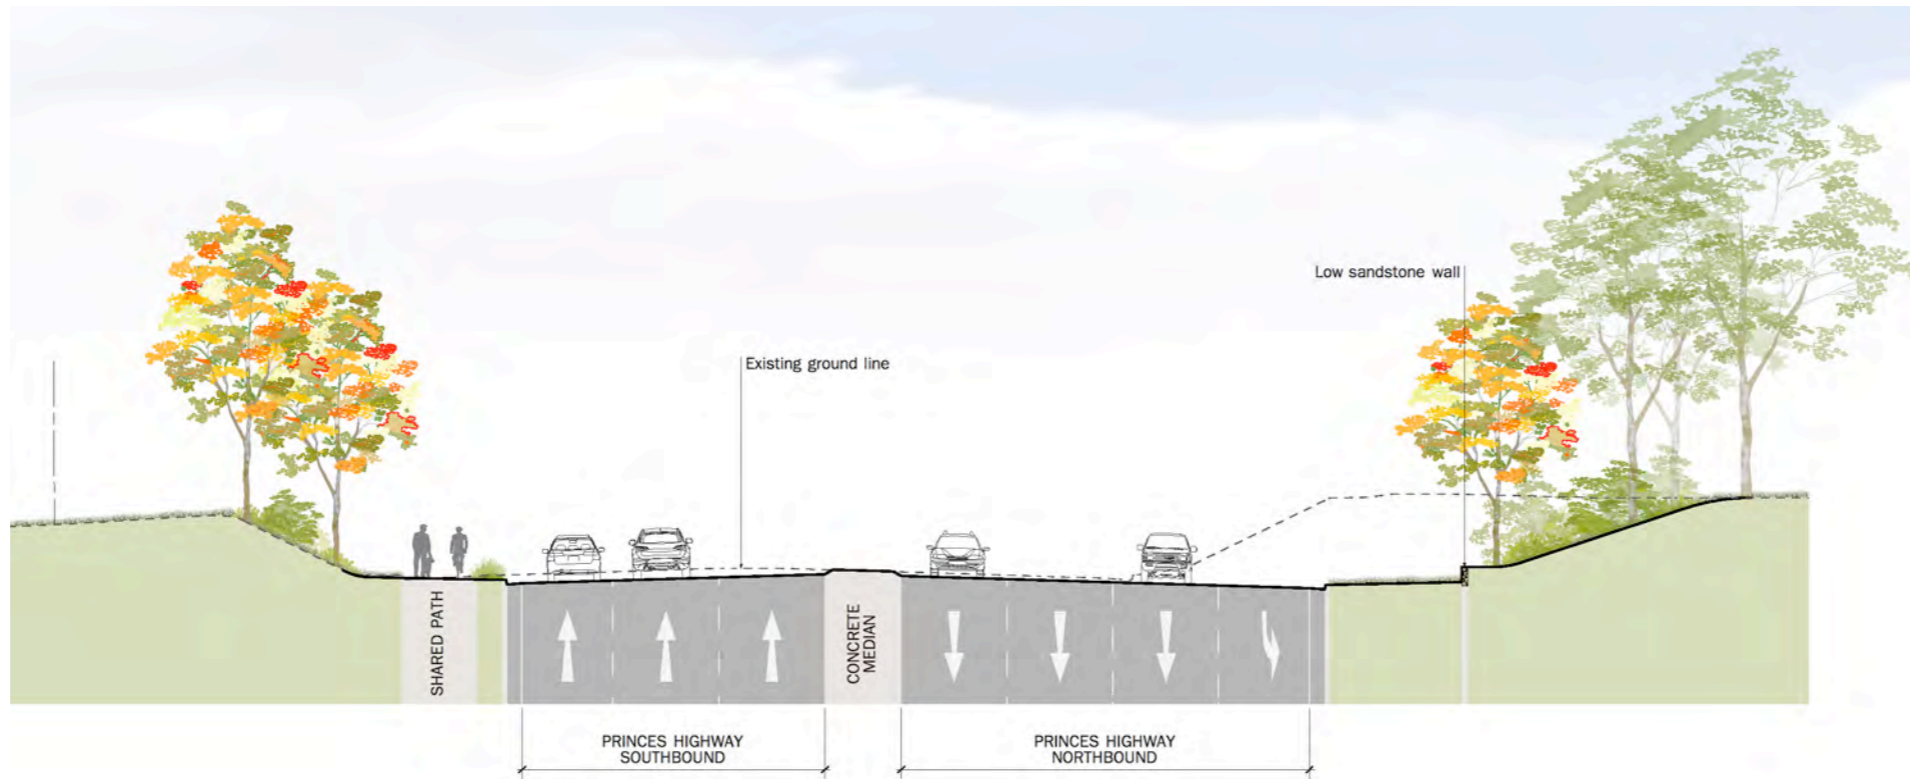 Low sandstone wall
Existing ground line
SHARED PATH
CONCRETE
MEDIAN
PRINCES HIGHWAY
SOUTHBOUND
PRINCES HIGHWAY
NORTHBOUND